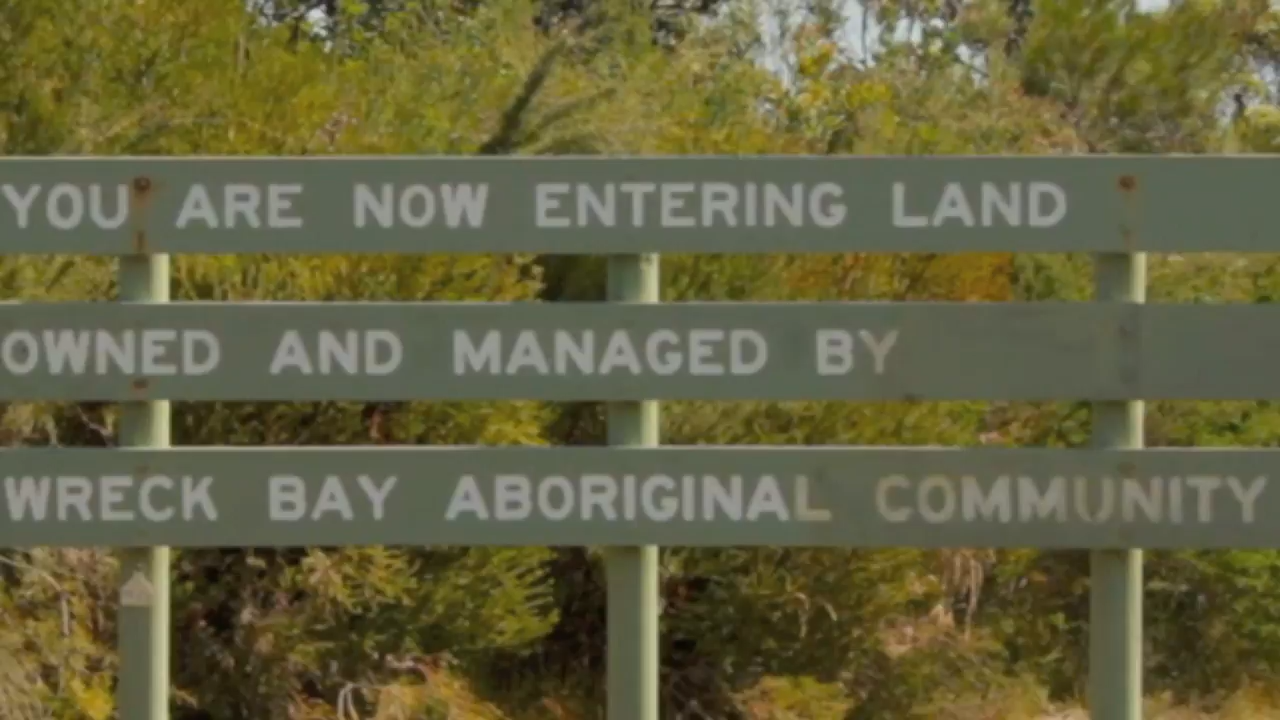 YOU ARE NOW ENTERING LAND
OWNED AND MANAGED BY
WRECK BAY ABORIGINAL COMMUNITY